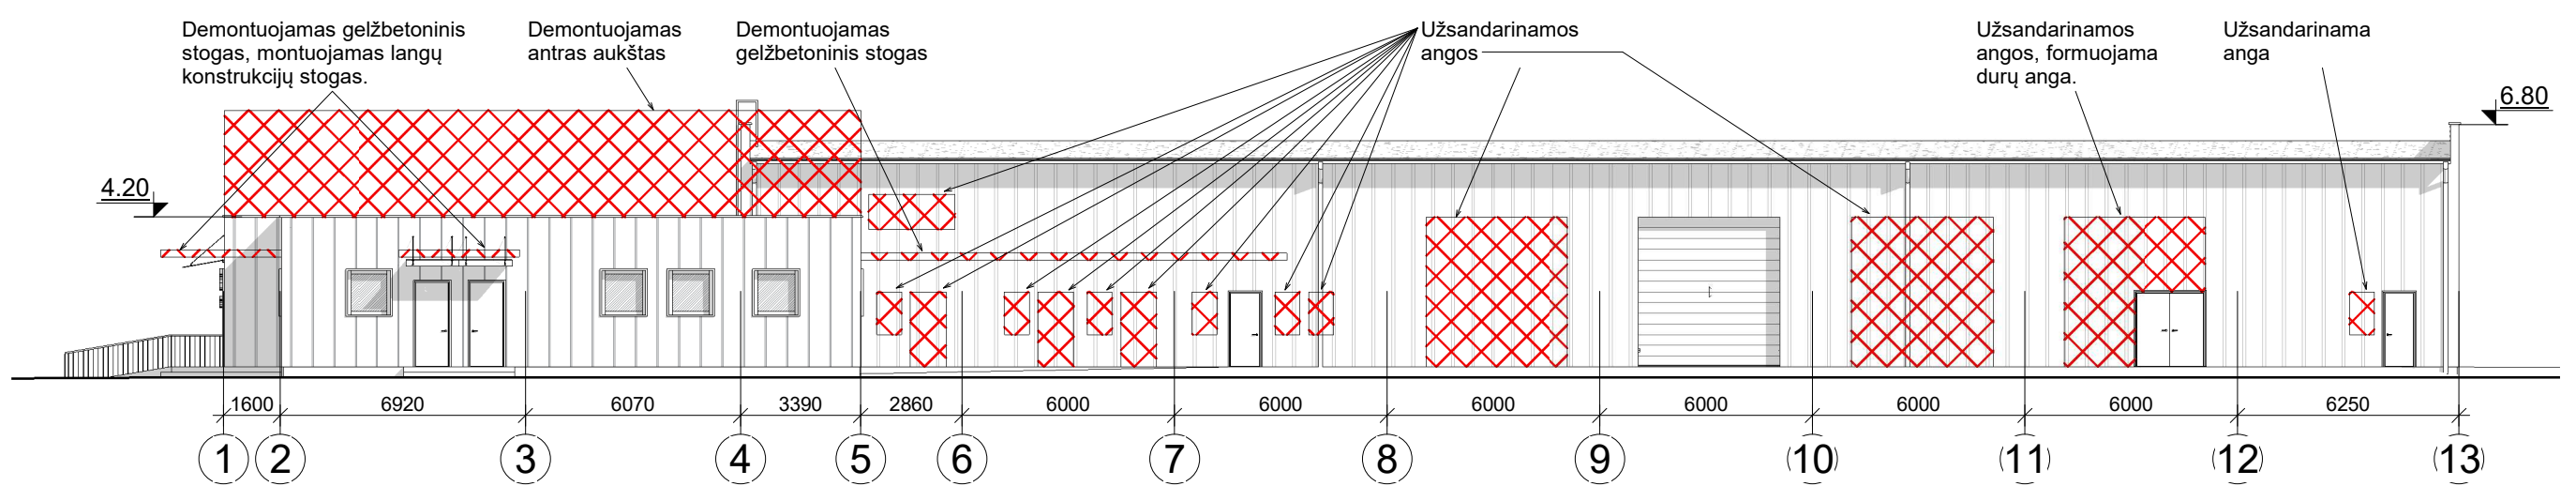 Demontuojamas gelžbetoninis
stogas, montuojamas langų
konstrukcijų stogas.
Demontuojamas
antras aukštas
Demontuojamas
gelžbetoninis stogas
Užsandarinamos
angos
Užsandarinamos
angos, formuojama
durų anga.
Užsandarinama
anga
6.80
4.20
1600 6920 6070 3390 2860 6000 6000 6000 6000 6000 6000 6250
1 2 3 4 5 6 7 8 9 10 11 12 13